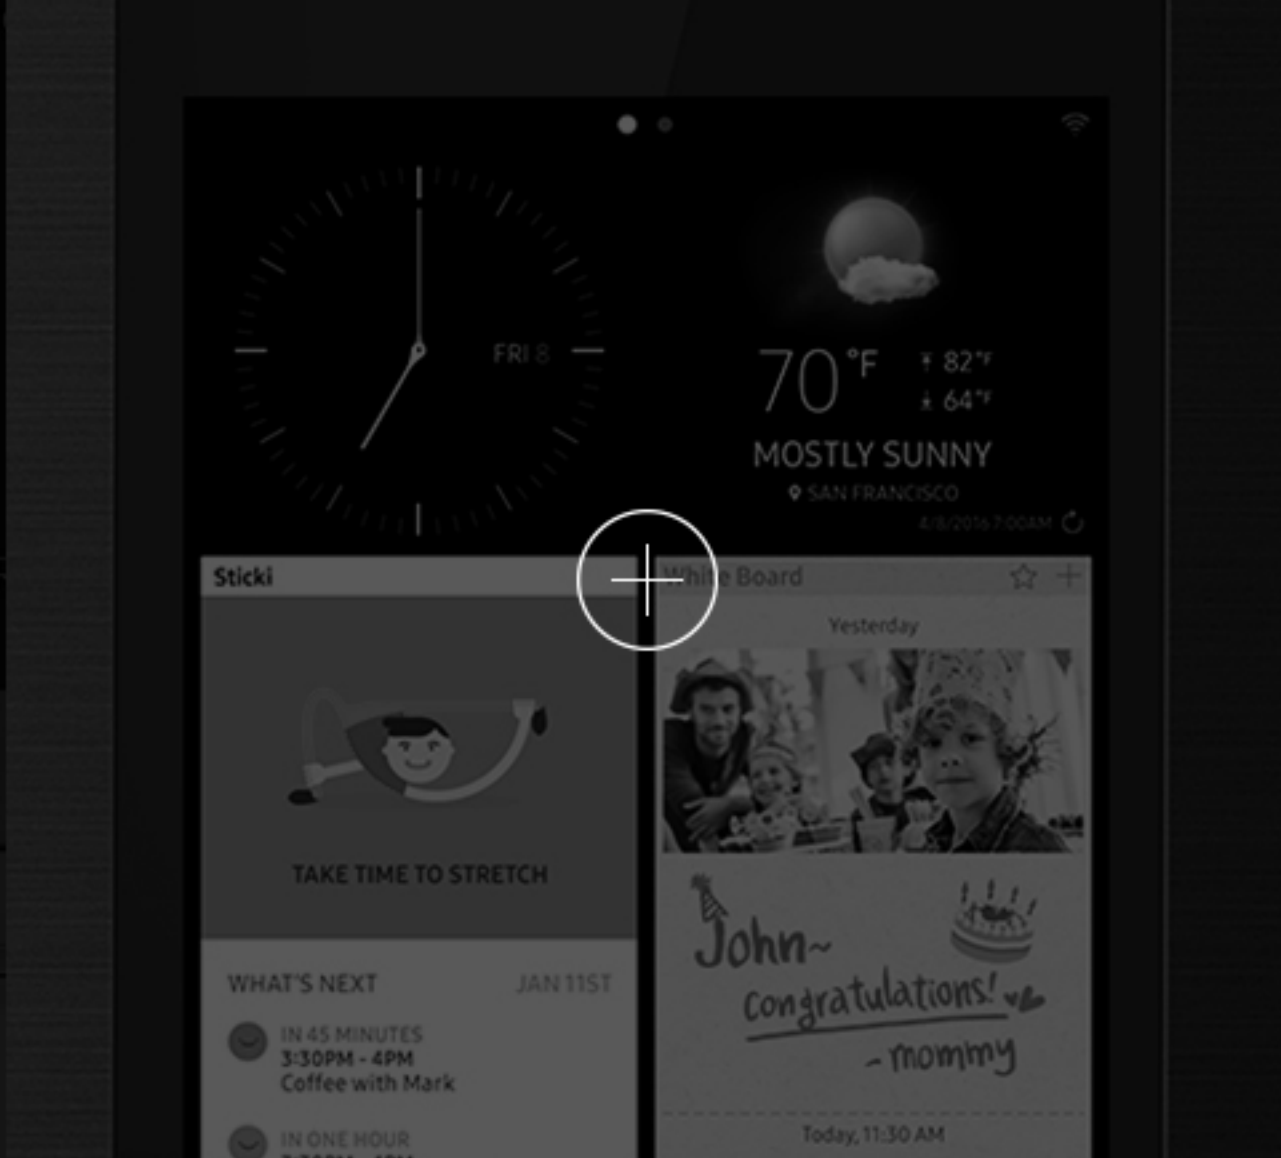 FRI 8
70°F
82°F
64°F
MOSTLY SUNNY
SAN FRANCISCO
4/8/2016 7:00AM
Sticki
TAKE TIME TO STRETCH
WHAT'S NEXT JAN 11ST
IN 45 MINUTES
3:30PM - 4PM
Coffee with Mark
IN ONE HOUR
White Board
Yesterday
John~
congratulations!
- mommy
Today, 11:30 AM